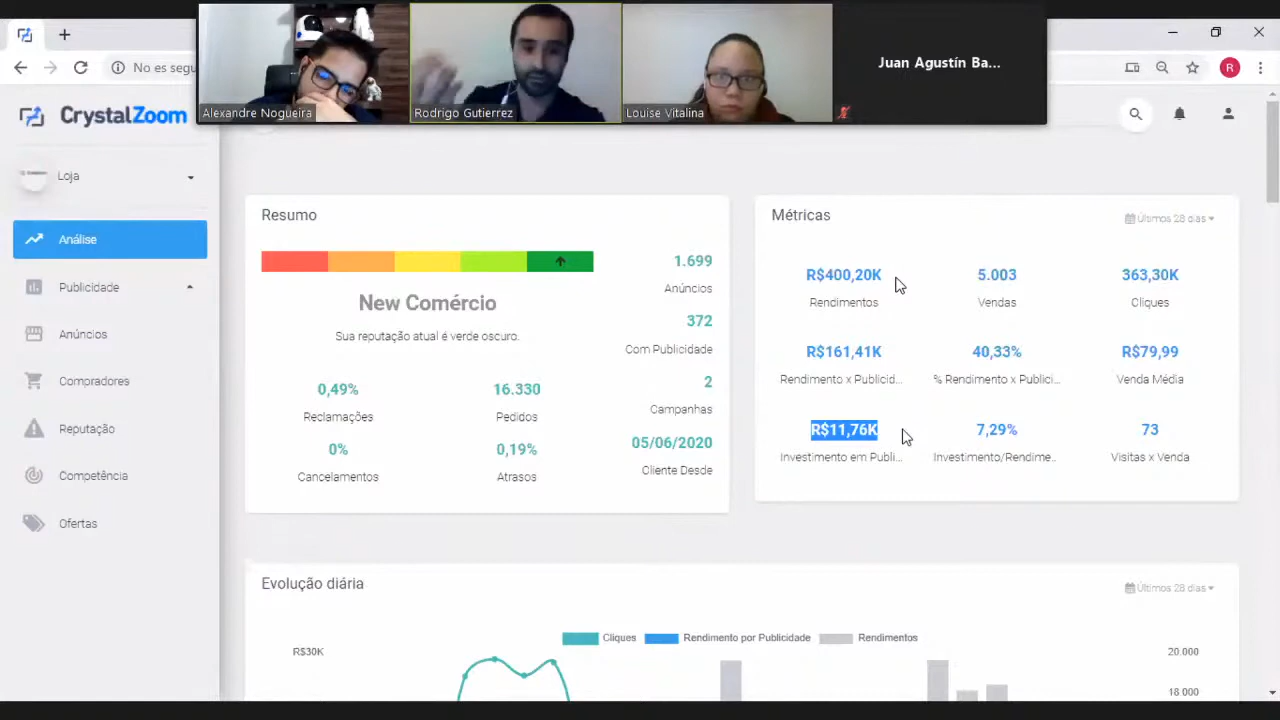 No es segu
R
Alexandre Nogueira
Rodrigo Gutierrez
Louise Vitalina
Juan Agustín Ba...
CrystalZoom
Loja
Análise
Publicidade
Anúncios
Compradores
Reputação
Competência
Ofertas
Resumo
New Comércio
Sua reputação atual é verde oscuro.
0,49%
Reclamações
16.330
Pedidos
0%
Cancelamentos
0,19%
Atrasos
1.699
Anúncios
372
Com Publicidade
2
Campanhas
05/06/2020
Cliente Desde
Métricas
Últimos 28 dias
R$400,20K
Rendimentos
5.003
Vendas
363,30K
Cliques
R$161,41K
Rendimento x Publicid...
40,33%
% Rendimento x Publici...
R$79,99
Venda Média
R$11,76K
Investimento em Publi...
7,29%
Investimento/Rendime...
73
Visitas x Venda
Evolução diária
Últimos 28 dias
Cliques
Rendimento por Publicidade
Rendimentos
R$30K
20.000
18.000